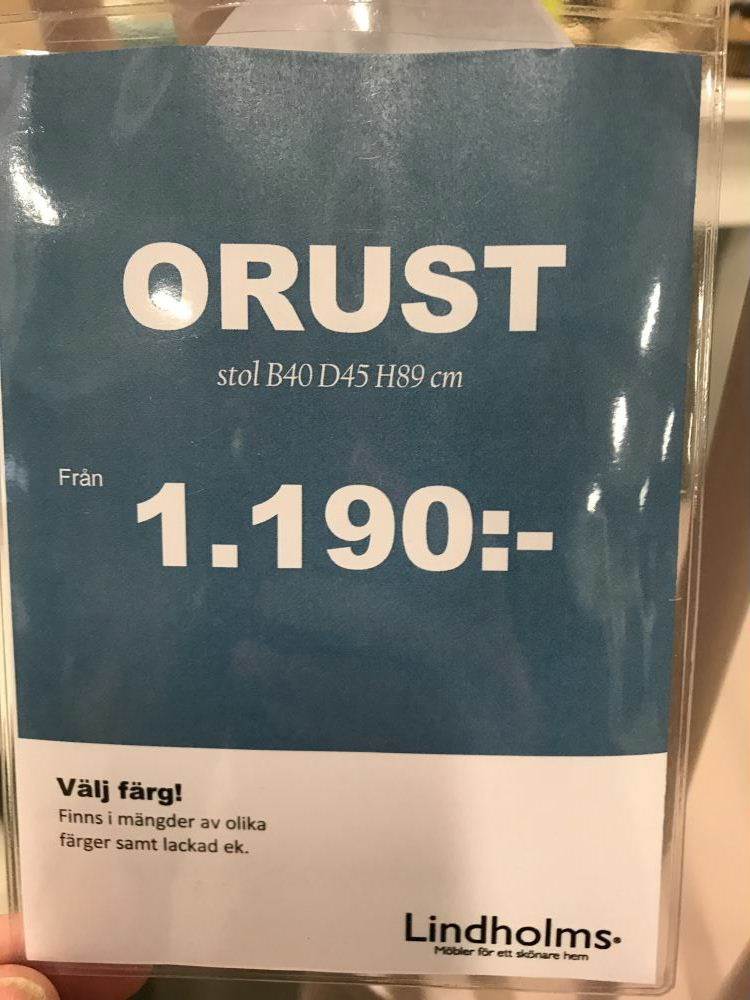 ORUST
stol B40 D45 H89 cm
Från
1.190:-
Välj färg!
Finns i mängder av olika
färger samt lackad ek.
Lindholms
Möbler för ett skönare hem